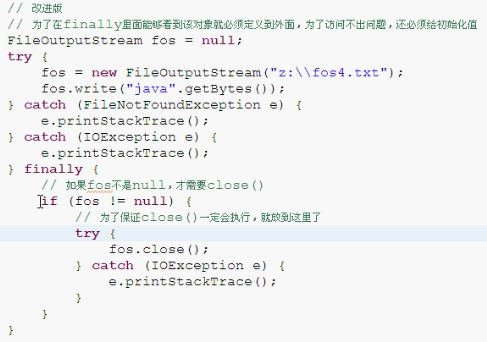 // 改进版
// 为了在finally里面能够看到该对象就必须定义到外面，为了访问不出问题，还必须给初始化值
FileOutputStream fos = null;
try {
    fos = new FileOutputStream("z:\\fos4.txt");
    fos.write("java".getBytes());
} catch (FileNotFoundException e) {
    e.printStackTrace();
} catch (IOException e) {
    e.printStackTrace();
} finally {
    // 如果fos不是null，才需要close()
    if (fos != null) {
        // 为了保证close()一定会执行，就放到这里了
        try {
            fos.close();
        } catch (IOException e) {
            e.printStackTrace();
        }
    }
}